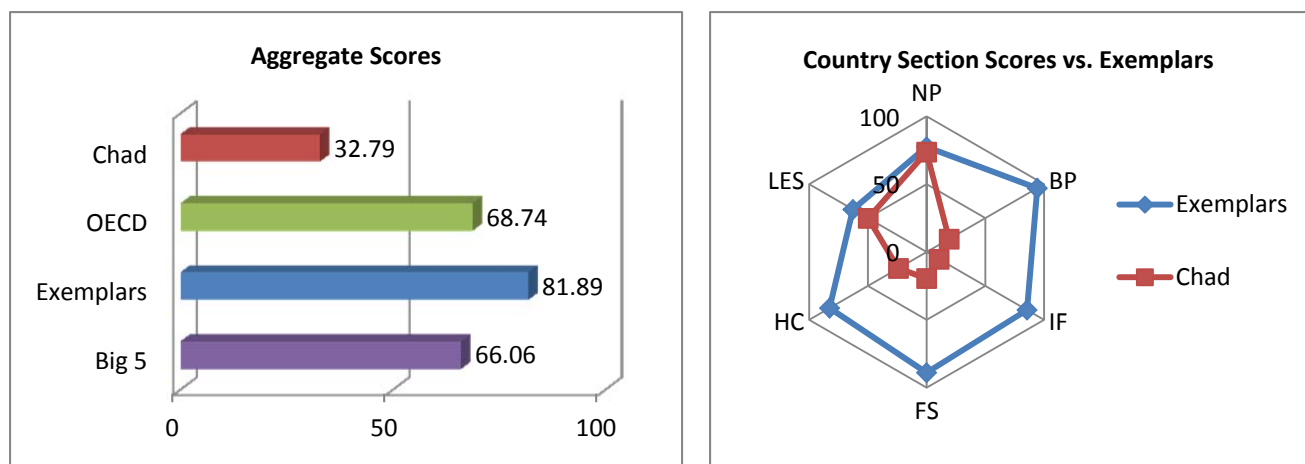 Aggregate Scores
Chad
32.79
OECD
68.74
Exemplars
81.89
Big 5
66.06
0
50
100
Country Section Scores vs. Exemplars
NP
100
LES
50
BP
Exemplars
0
Chad
HC
IF
FS